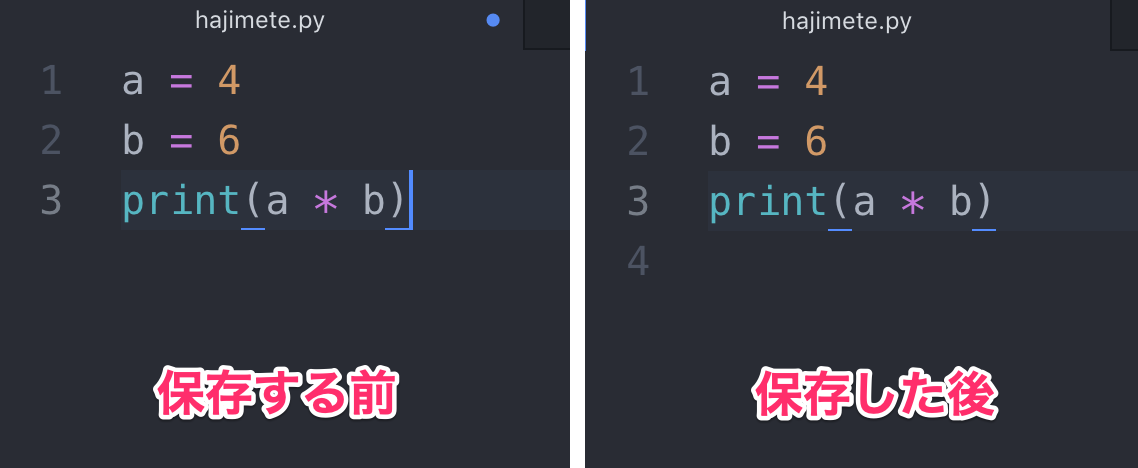 hajimete.py
1 a = 4
2 b = 6
3 print(a * b)
保存する前
hajimete.py
1 a = 4
2 b = 6
3 print(a * b)
4
保存した後